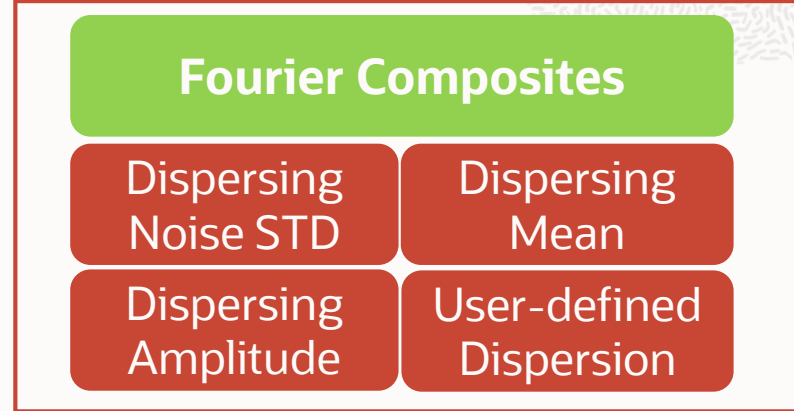 Fourier Composites
Dispersing
Noise STD
Dispersing
Mean
Dispersing
Amplitude
User-defined
Dispersion